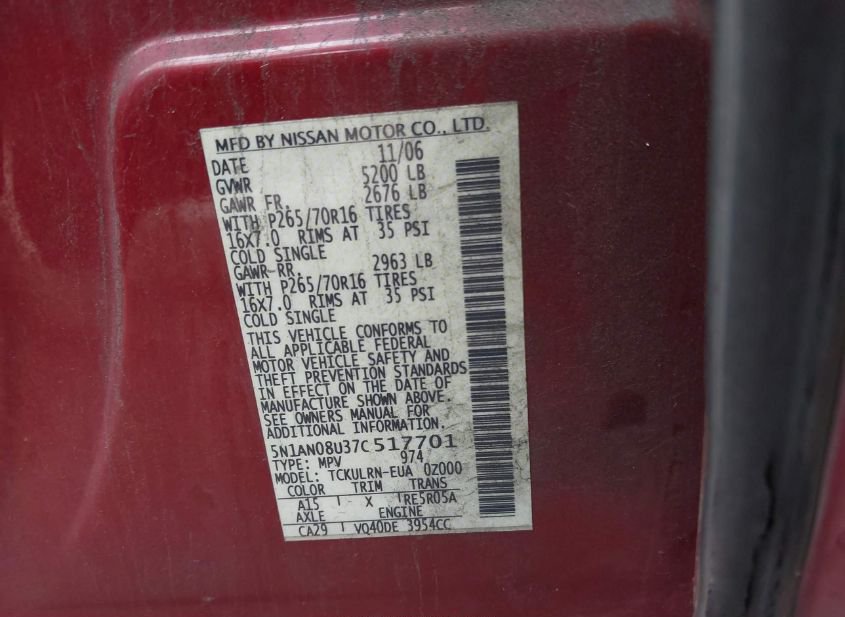 MFD BY NISSAN MOTOR CO., LTD.
DATE 11/06
GVWR 5200 LB
GAWR FR. 2676 LB
WITH P265/70R16 TIRES
16X7.0 RIMS AT 35 PSI
COLD SINGLE
GAWR-RR. 2963 LB
WITH P265/70R16 TIRES
16X7.0 RIMS AT 35 PSI
COLD SINGLE
THIS VEHICLE CONFORMS TO
ALL APPLICABLE FEDERAL
MOTOR VEHICLE SAFETY AND
THEFT PREVENTION STANDARDS
IN EFFECT ON THE DATE OF
MANUFACTURE SHOWN ABOVE.
SEE OWNERS MANUAL FOR
ADDITIONAL INFORMATION.
5N1AN08U37C517701
TYPE: MPV 974
MODEL: TCKULRN-EUA 0Z000
COLOR TRIM TRANS
A15 X RE5R05A
AXLE ENGINE
CA29 VQ40DE 3954CC